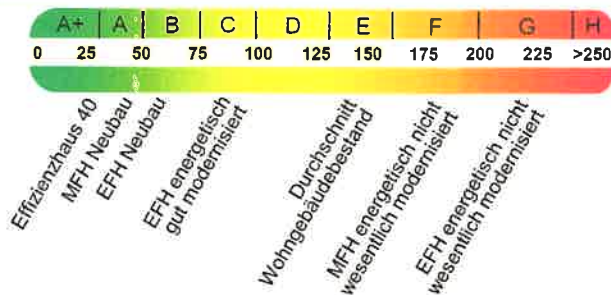 A+ A B C D E F G H
0 25 50 75 100 125 150 175 200 225 >250
Effizienzhaus 40
MFH Neubau
EFH Neubau
EFH energetisch
gut modernisiert
Durchschnitt
Wohngebäudebestand
MFH energetisch nicht
wesentlich modernisiert
EFH energetisch nicht
wesentlich modernisiert